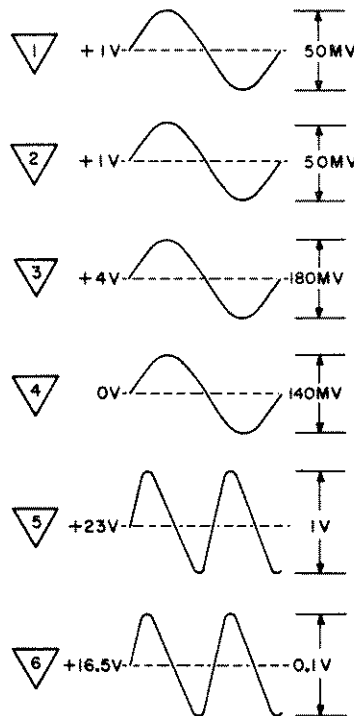 1 +1V 50MV
2 +1V 50MV
3 +4V 180MV
4 0V 140MV
5 +23V 1V
6 +16.5V 0.1V